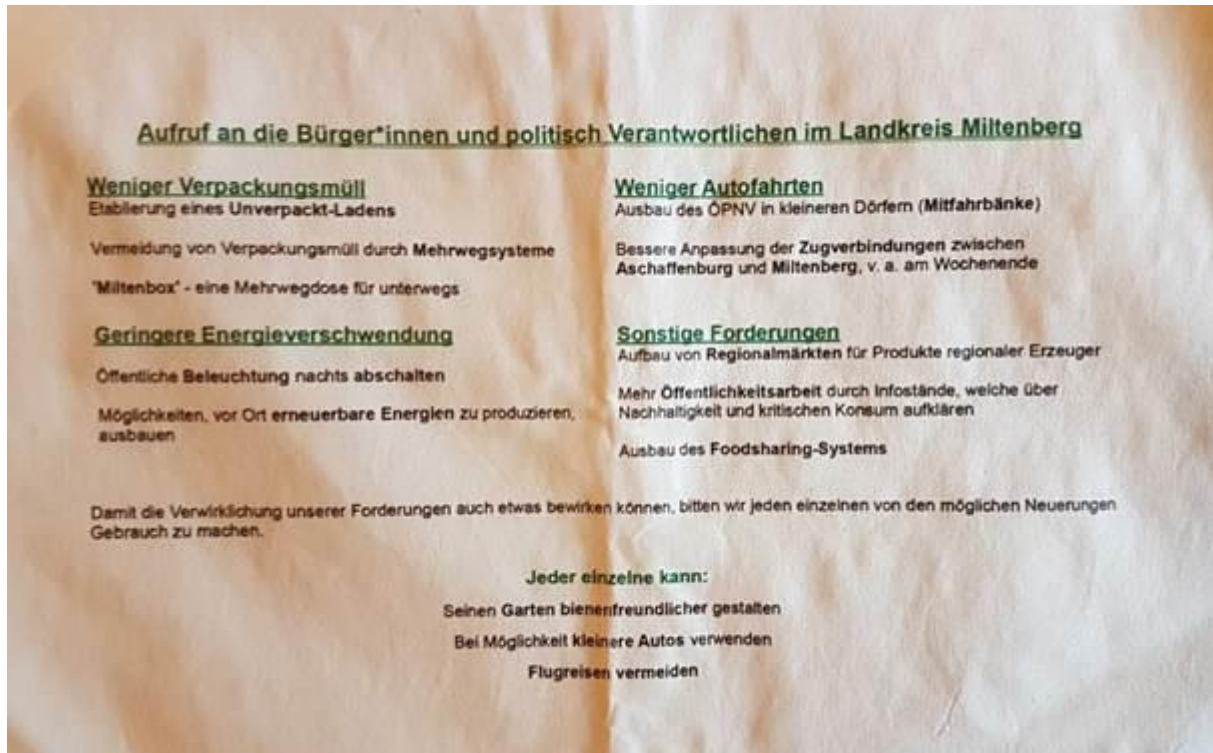 Aufruf an die Bürger*innen und politisch Verantwortlichen im Landkreis Miltenberg
Weniger Verpackungsmüll
Etablierung eines Unverpackt-Ladens
Vermeidung von Verpackungsmüll durch Mehrwegsysteme
"Miltenbox" - eine Mehrwegdose für unterwegs
Weniger Autofahrten
Ausbau des ÖPNV in kleineren Dörfern (Mitfahrbänke)
Bessere Anpassung der Zugverbindungen zwischen
Aschaffenburg und Miltenberg, v. a. am Wochenende
Geringere Energieverschwendung
Öffentliche Beleuchtung nachts abschalten
Möglichkeiten, vor Ort erneuerbare Energien zu produzieren,
ausbauen
Sonstige Forderungen
Aufbau von Regionalmärkten für Produkte regionaler Erzeuger
Mehr Öffentlichkeitsarbeit durch Infostände, welche über
Nachhaltigkeit und kritischen Konsum aufklären
Ausbau des Foodsharing-Systems
Damit die Verwirklichung unserer Forderungen auch etwas bewirken können, bitten wir jeden einzelnen von den möglichen Neuerungen
Gebrauch zu machen.
Jeder einzelne kann:
Seinen Garten bienenfreundlicher gestalten
Bei Möglichkeit kleinere Autos verwenden
Flugreisen vermeiden